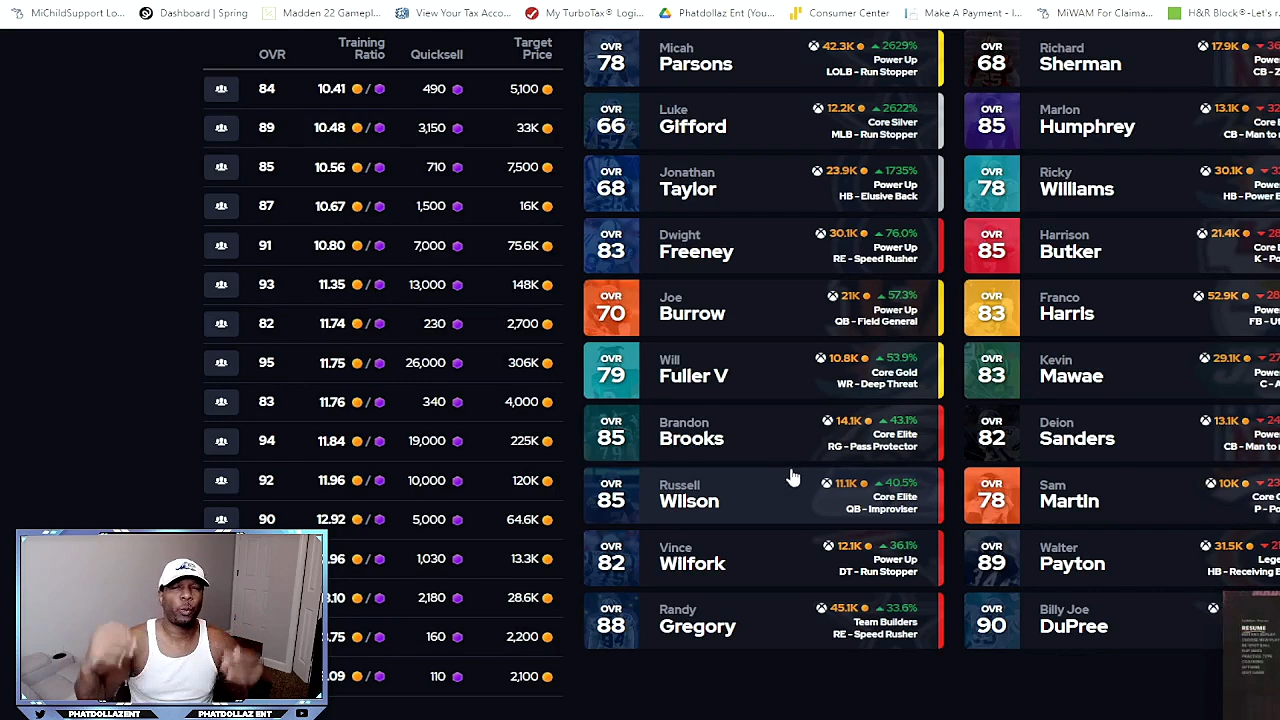 MiChildSupport Lo...
Dashboard | Spring
Madden 22 Gamepl...
View Your Tax Acco...
My TurboTax® Logi...
Phatdollaz Ent (You...
Consumer Center
Make A Payment - I...
MiWAM For Claima...
H&R Block®-Let's r...
OVR Training Ratio Quicksell Target Price
84 10.41 / 490 5,100
89 10.43 / 3,150 33K
85 10.56 / 710 7,500
87 10.67 / 1,500 16K
91 10.80 / 7,000 75.6K
93 11.35 / 13,000 148K
82 11.74 / 230 2,700
95 11.75 / 26,000 306K
83 11.76 / 340 4,000
94 11.84 / 19,000 225K
92 11.96 / 10,000 120K
90 12.92 / 5,000 64.6K
1,030 13.3K
2,180 28.6K
160 2,200
110 2,100
OVR 78 Micah Parsons 42.3K 2629% Power Up LOLB - Run Stopper
OVR 66 Luke Gifford 12.2K 2622% Core Silver MLB - Run Stopper
OVR 68 Jonathan Taylor 23.9K 1735% Power Up HB - Elusive Back
OVR 83 Dwight Freeney 30.1K 76.0% Power Up RE - Speed Rusher
OVR 70 Joe Burrow 21K 57.3% Power Up QB - Field General
OVR 79 Will Fuller V 10.8K 53.9% Core Gold WR - Deep Threat
OVR 85 Brandon Brooks 14.1K 43.1% Core Elite RG - Pass Protector
OVR 85 Russell Wilson 11.1K 40.5% Core Elite QB - Improviser
OVR 82 Vince Wilfork 12.1K 36.1% Power Up DT - Run Stopper
OVR 88 Randy Gregory 45.1K 33.6% Team Builders RE - Speed Rusher
OVR 68 Richard Sherman 17.9K
OVR 85 Marlon Humphrey 13.1K CB - Man to
OVR 78 Ricky Williams 30.1K
OVR 85 Harrison Butker 21.4K
OVR 83 Franco Harris 52.9K
OVR 83 Kevin Mawae 29.1K
OVR 82 Deion Sanders 13.1K CB - Man to
OVR 78 Sam Martin 10K
OVR 89 Walter Payton 31.5K
OVR 90 Billy Joe DuPree
RESUME
PHATDOLLAZENT
PHATDOLLAZ ENT